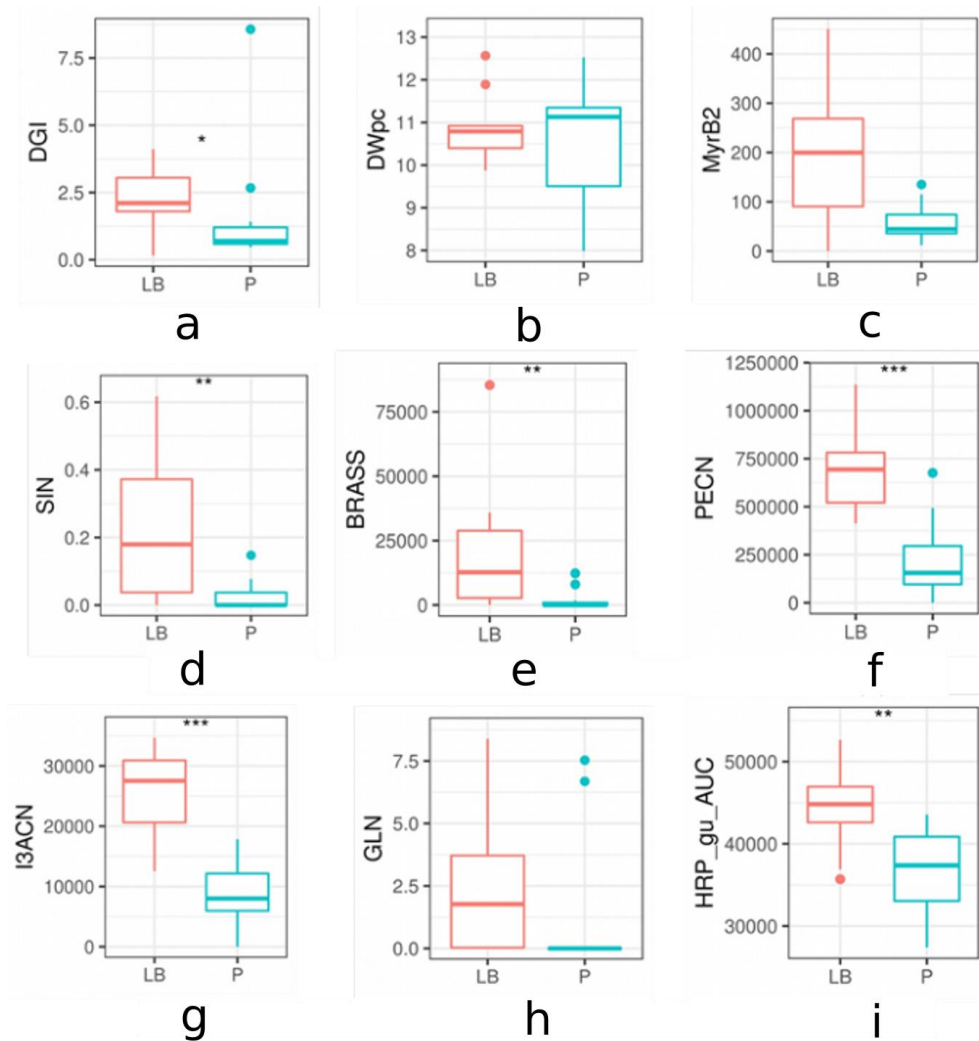 DGI
7.5
5.0
2.5
0.0
*
LB P
a
DWpc
13
12
11
10
9
8
LB P
b
MyrB2
400
300
200
100
0
LB P
c
SIN
0.6
0.4
0.2
0.0
**
LB P
d
BRASS
75000
50000
25000
0
**
LB P
e
PECN
1250000
1000000
750000
500000
250000
0
***
LB P
f
I3ACN
30000
20000
10000
0
***
LB P
g
GLN
7.5
5.0
2.5
0.0
LB P
h
HRP_gu_AUC
50000
40000
30000
**
LB P
i